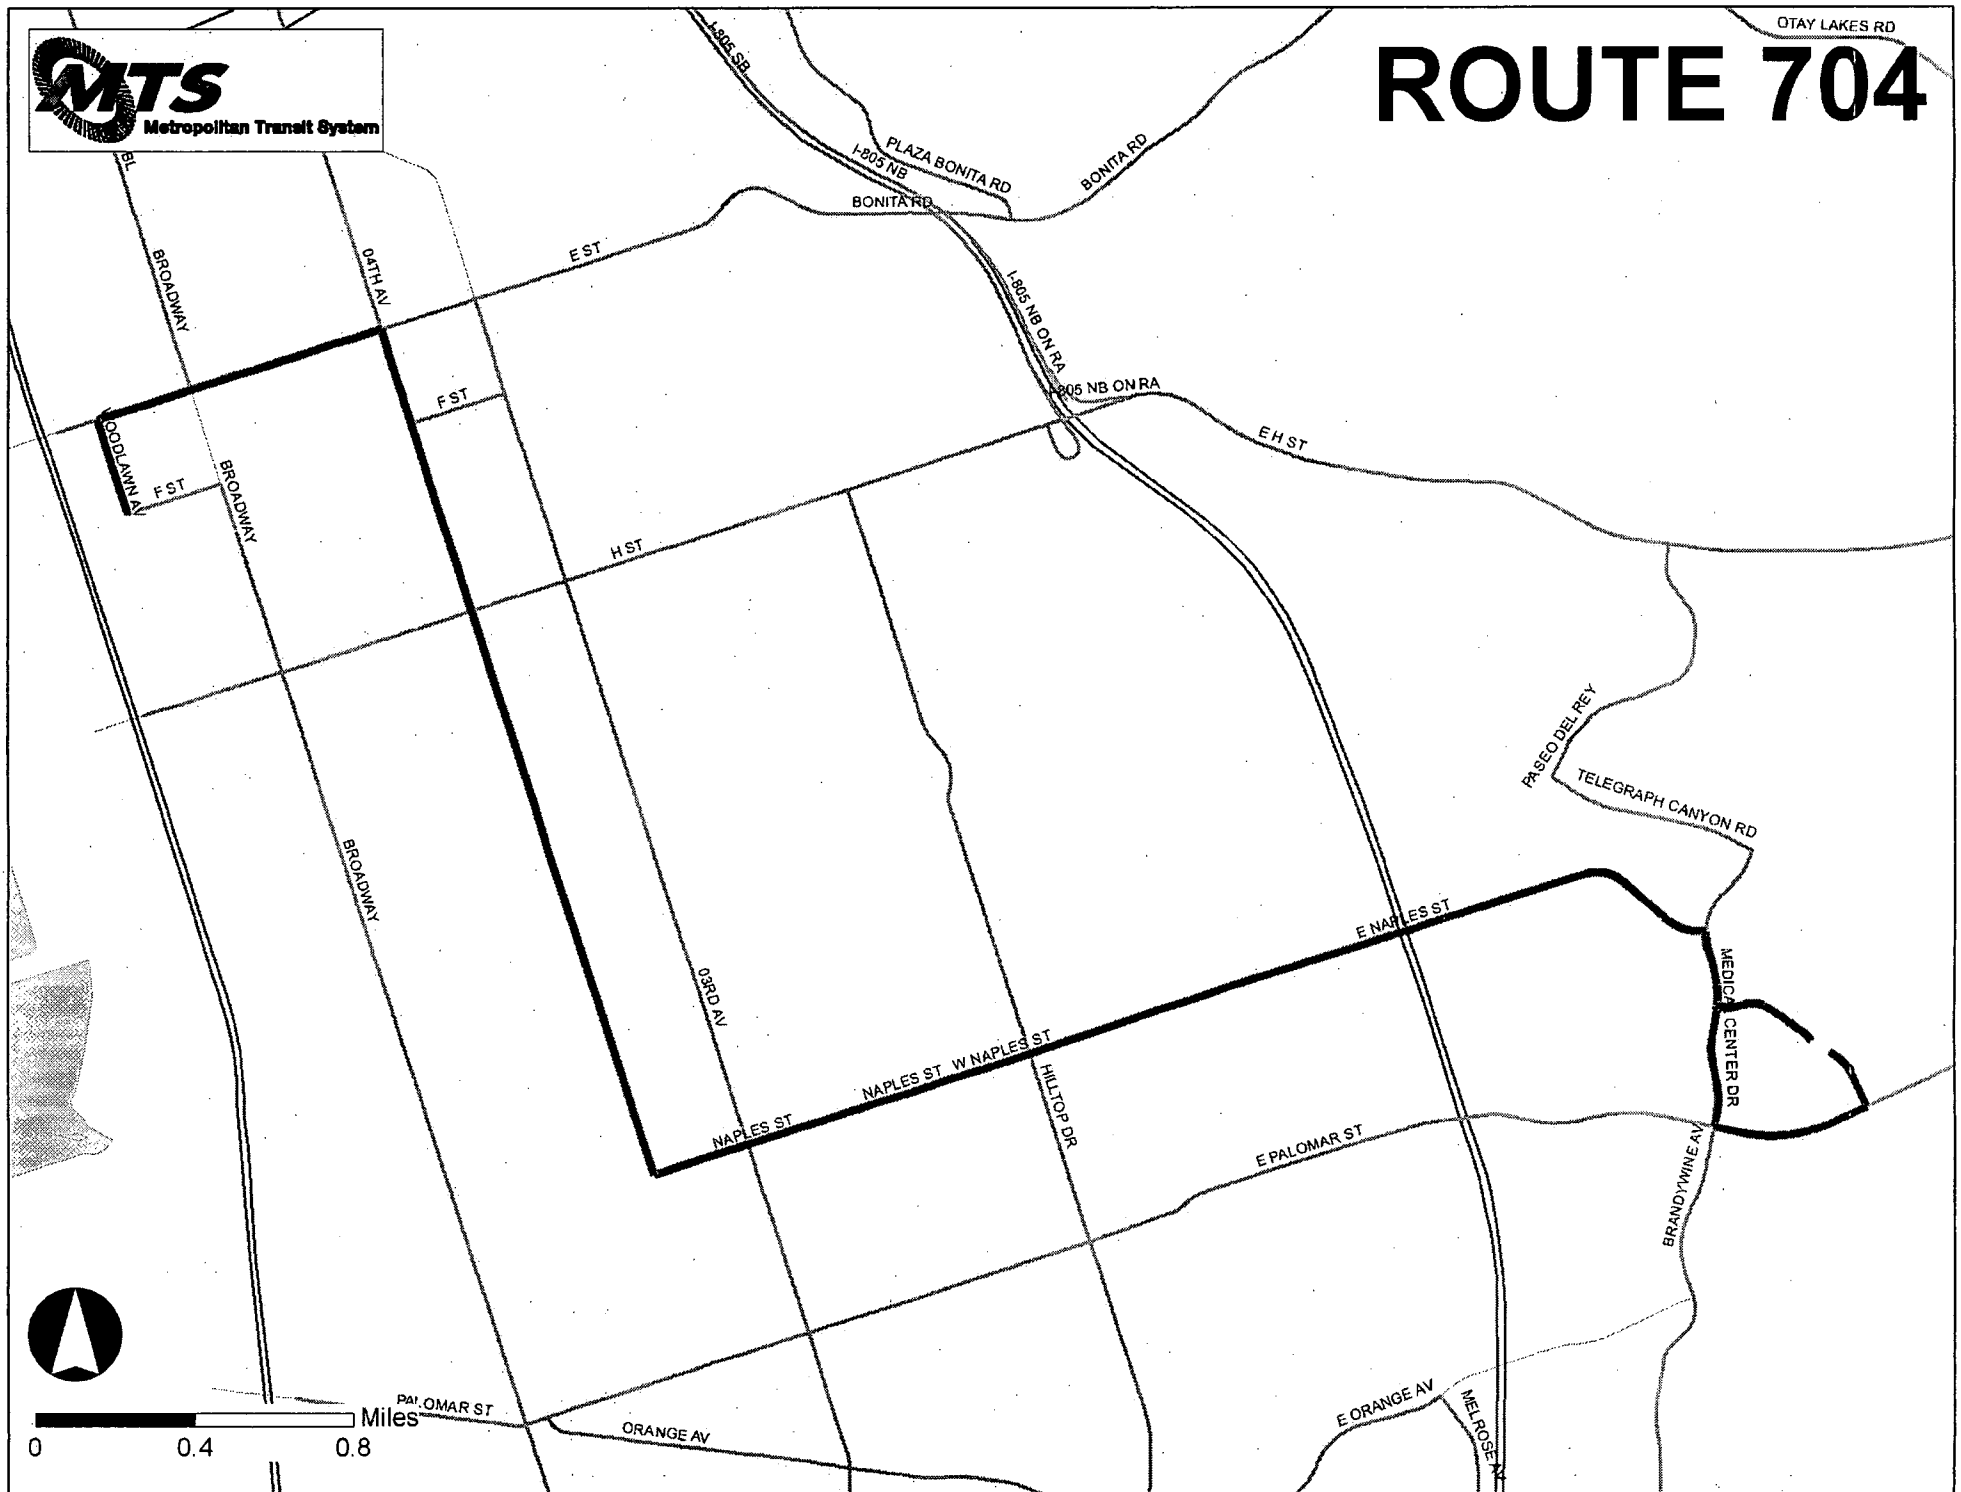 OTAY LAKES RD
ROUTE 704
MTS
Metropolitan Transit System
I-805 SB
PLAZA BONITA RD
I-805 NB
BONITA RD
BONITA RD
BL
BROADWAY
04TH AV
E ST
I-805 NB ON RA
I-805 NB ON RA
F ST
E H ST
WOODLAWN AV
F ST
BROADWAY
H ST
PASEO DEL REY
TELEGRAPH CANYON RD
BROADWAY
E NAPLES ST
03RD AV
MEDICAL CENTER DR
W NAPLES ST
NAPLES ST
NAPLES ST
HILLTOP DR
E PALOMAR ST
BRANDYWINE AV
PALOMAR ST
ORANGE AV
E ORANGE AV
MELROSE AV
Miles
0 0.4 0.8